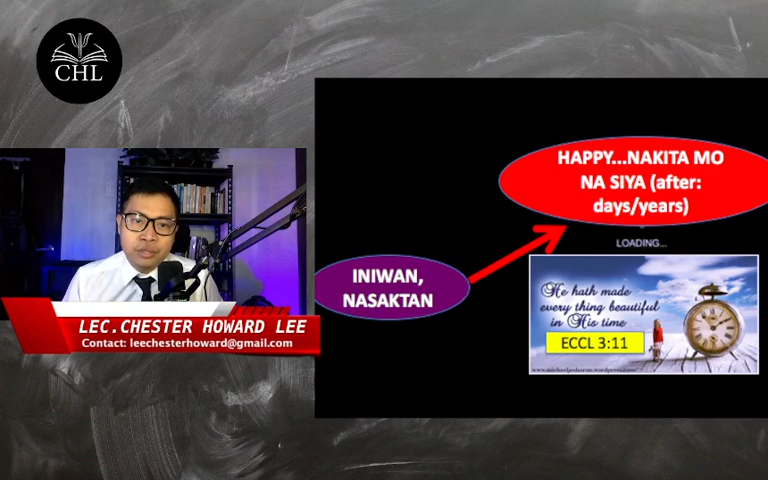 CHL
HAPPY...NAKITA MO
NA SIYA (after:
days/years)
LOADING...
INIWAN,
NASAKTAN
He hath made
every thing beautiful
in His time
ECCL 3:11
LEC.CHESTER HOWARD LEE
Contact: leechesterhoward@gmail.com